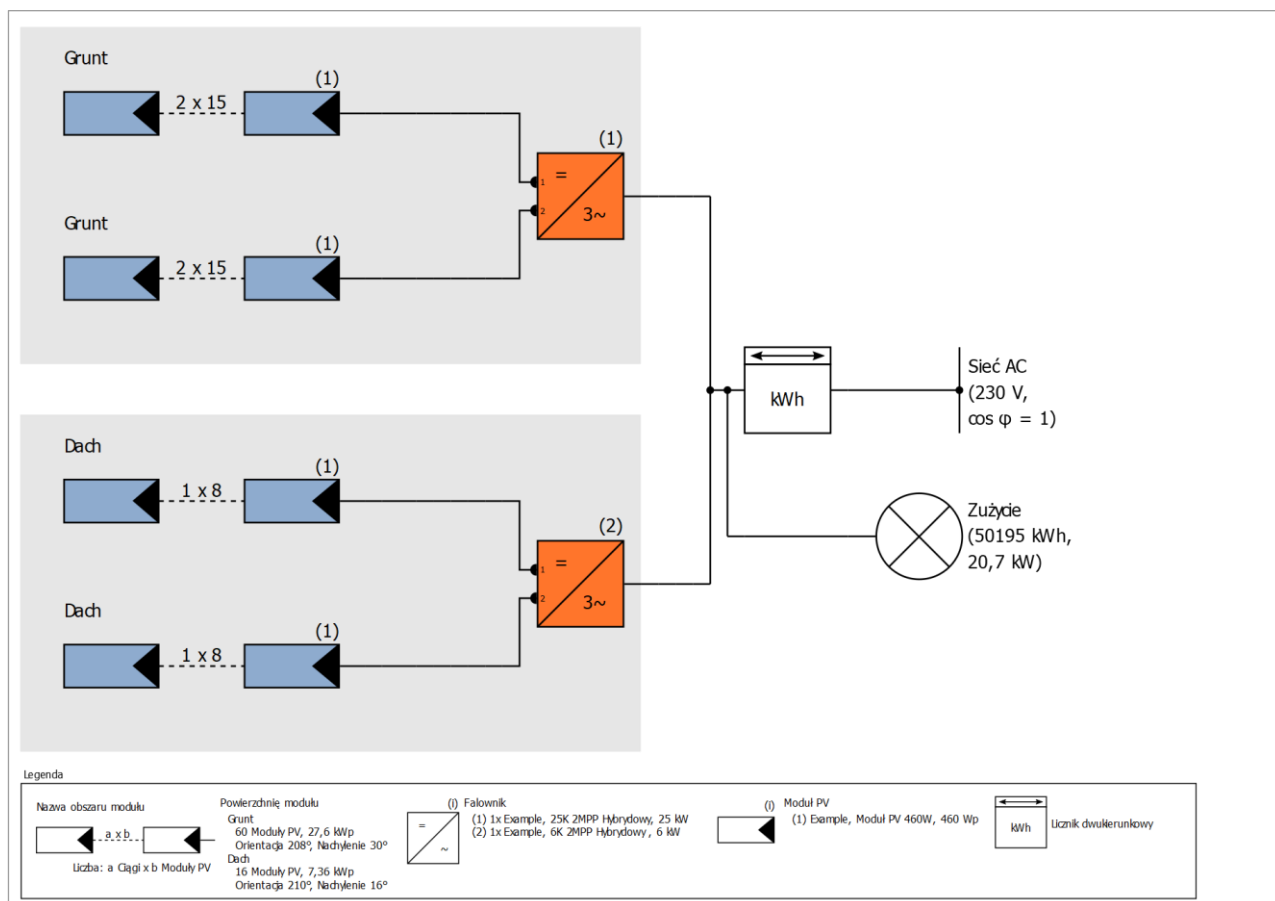 Grunt
(1)
2 x 15
(1)
=
1
2
3~
Grunt
(1)
2 x 15
Sieć AC
(230 V,
cos φ = 1)
kWh
Dach
(1)
1 x 8
(2)
=
1
2
3~
Zużycie
(50195 kWh,
20,7 kW)
Dach
(1)
1 x 8
Legenda
Nazwa obszaru modułu
a x b
Liczba: a Ciągi x b Moduły PV
Powierzchnię modułu
Grunt
60 Moduły PV, 27,6 kWp
Orientacja 208°, Nachylenie 30°
Dach
16 Moduły PV, 7,36 kWp
Orientacja 210°, Nachylenie 16°
=
~
(i) Falownik
(1) 1x Example, 25K 2MPP Hybrydowy, 25 kW
(2) 1x Example, 6K 2MPP Hybrydowy , 6 kW
(i) Moduł PV
(1) Example, Moduł PV 460W, 460 Wp
kWh
Licznik dwukierunkowy